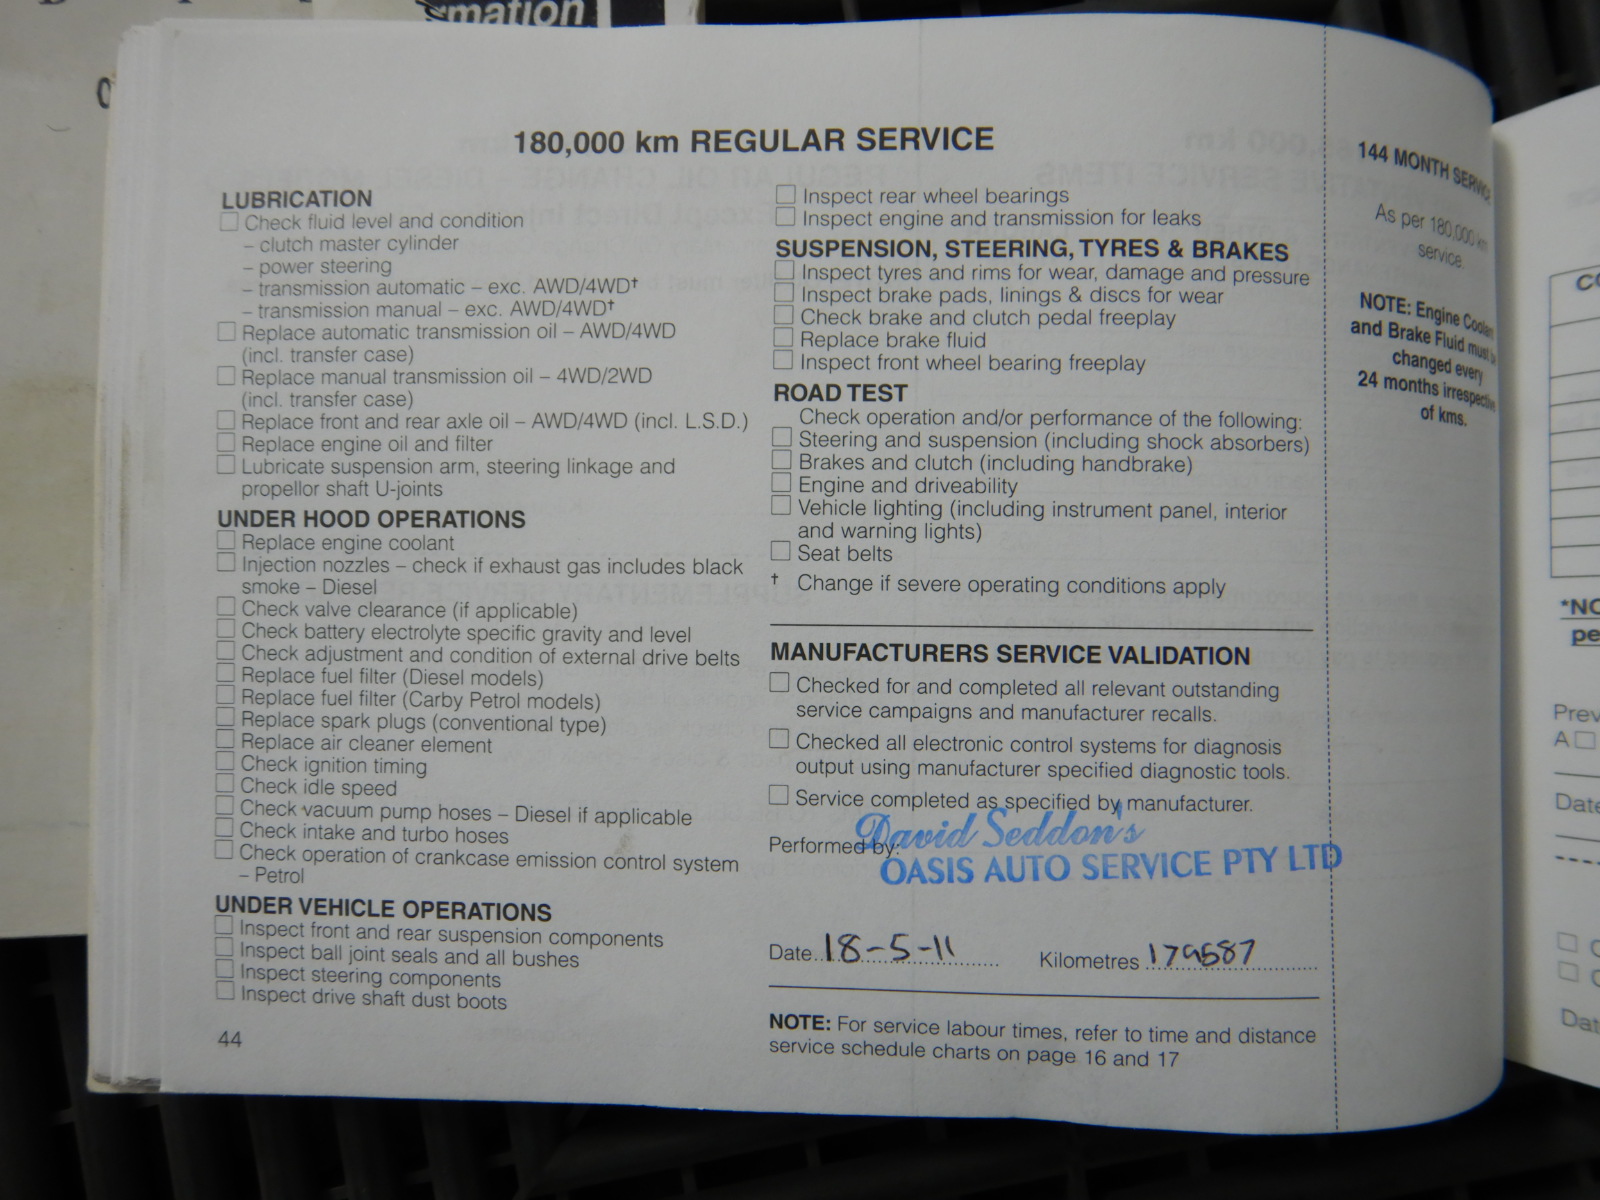 mation
180,000 km REGULAR SERVICE
LUBRICATION
Check fluid level and condition
– clutch master cylinder
– power steering
– transmission automatic – exc. AWD/4WD†
– transmission manual – exc. AWD/4WD†
Replace automatic transmission oil – AWD/4WD
(incl. transfer case)
Replace manual transmission oil – 4WD/2WD
(incl. transfer case)
Replace front and rear axle oil – AWD/4WD (incl. L.S.D.)
Replace engine oil and filter
Lubricate suspension arm, steering linkage and
propellor shaft U-joints
UNDER HOOD OPERATIONS
Replace engine coolant
Injection nozzles – check if exhaust gas includes black
smoke – Diesel
Check valve clearance (if applicable)
Check battery electrolyte specific gravity and level
Check adjustment and condition of external drive belts
Replace fuel filter (Diesel models)
Replace fuel filter (Carby Petrol models)
Replace spark plugs (conventional type)
Replace air cleaner element
Check ignition timing
Check idle speed
Check vacuum pump hoses – Diesel if applicable
Check intake and turbo hoses
Check operation of crankcase emission control system
– Petrol
UNDER VEHICLE OPERATIONS
Inspect front and rear suspension components
Inspect ball joint seals and all bushes
Inspect steering components
Inspect drive shaft dust boots
44
Inspect rear wheel bearings
Inspect engine and transmission for leaks
SUSPENSION, STEERING, TYRES & BRAKES
Inspect tyres and rims for wear, damage and pressure
Inspect brake pads, linings & discs for wear
Check brake and clutch pedal freeplay
Replace brake fluid
Inspect front wheel bearing freeplay
ROAD TEST
Check operation and/or performance of the following:
Steering and suspension (including shock absorbers)
Brakes and clutch (including handbrake)
Engine and driveability
Vehicle lighting (including instrument panel, interior
and warning lights)
Seat belts
† Change if severe operating conditions apply
MANUFACTURERS SERVICE VALIDATION
Checked for and completed all relevant outstanding
service campaigns and manufacturer recalls.
Checked all electronic control systems for diagnosis
output using manufacturer specified diagnostic tools.
Service completed as specified by manufacturer.
David Seddon's
Performed by:
OASIS AUTO SERVICE PTY LTD
Date 18-5-11 Kilometres 179587
NOTE: For service labour times, refer to time and distance
service schedule charts on page 16 and 17
144 MONTH SERVICE
As per 180,000 km
service.
NOTE: Engine Coolant
and Brake Fluid must
changed every
24 months irrespective
of kms.
*NO
pe
Prev
A
Date
Dat